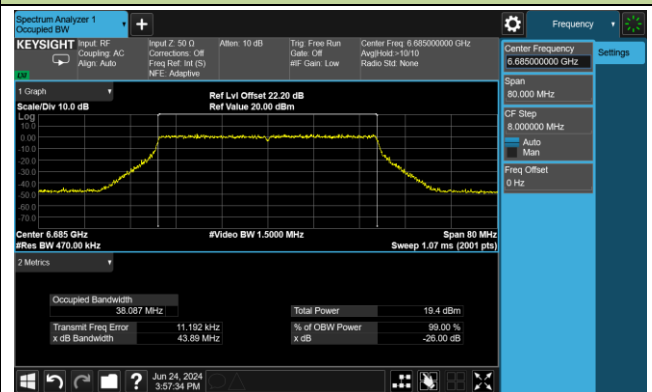 Spectrum Analyzer 1
Occupied BW
Frequency
KEYSIGHT
Input: RF
Coupling: AC
Align: Auto
Input Z: 50 Ω
Corrections: Off
Freq Ref: Int (S)
NFE: Adaptive
Atten: 10 dB
Trig: Free Run
Gate: Off
#IF Gain: Low
Center Freq: 6.685000000 GHz
Avg|Hold:>10/10
Radio Std: None
Center Frequency
6.685000000 GHz
Settings
Span
80.000 MHz
CF Step
8.000000 MHz
Auto
Man
Freq Offset
0 Hz
1 Graph
Scale/Div 10.0 dB
Ref Lvl Offset 22.20 dB
Ref Value 20.00 dBm
Log
10.0
0.00
-10.0
-20.0
-30.0
-40.0
-50.0
-60.0
-70.0
Center 6.685 GHz
#Video BW 1.5000 MHz
Span 80 MHz
#Res BW 470.00 kHz
Sweep 1.07 ms (2001 pts)
2 Metrics
Occupied Bandwidth
38.087 MHz
Total Power 19.4 dBm
Transmit Freq Error 11.192 kHz
% of OBW Power 99.00 %
x dB Bandwidth 43.89 MHz
x dB -26.00 dB
?
Jun 24, 2024
3:57:34 PM